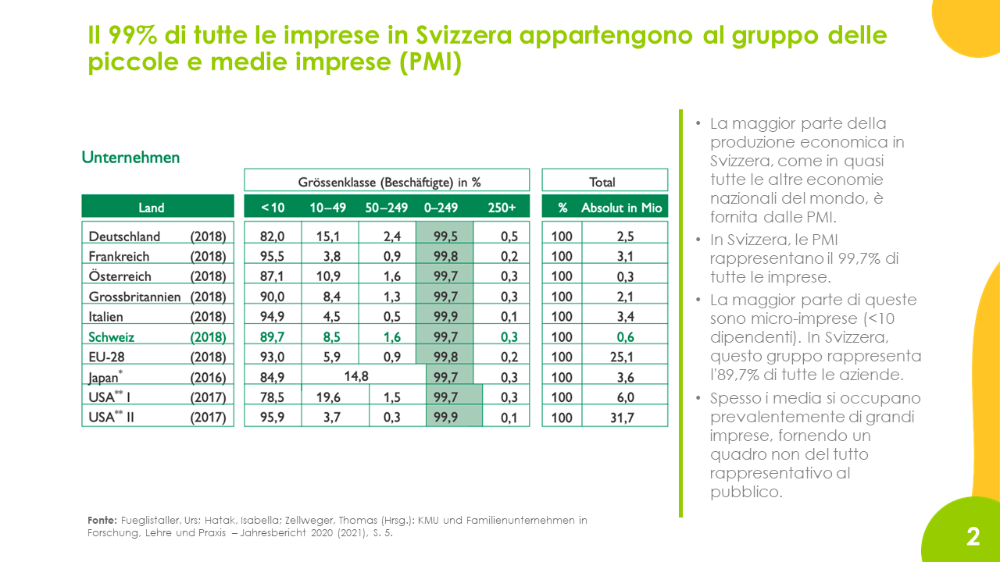 Il 99% di tutte le imprese in Svizzera appartengono al gruppo delle
piccole e medie imprese (PMI)
Unternehmen
Grössenklasse (Beschäftigte) in % Total
Land <10 10–49 50–249 0–249 250+ % Absolut in Mio
Deutschland (2018) 82,0 15,1 2,4 99,5 0,5 100 2,5
Frankreich (2018) 95,5 3,8 0,9 99,8 0,2 100 3,1
Österreich (2018) 87,1 10,9 1,6 99,7 0,3 100 0,3
Grossbritannien (2018) 90,0 8,4 1,3 99,7 0,3 100 2,1
Italien (2018) 94,9 4,5 0,5 99,9 0,1 100 3,4
Schweiz (2018) 89,7 8,5 1,6 99,7 0,3 100 0,6
EU-28 (2018) 93,0 5,9 0,9 99,8 0,2 100 25,1
Japan* (2016) 84,9 14,8 99,7 0,3 100 3,6
USA** I (2017) 78,5 19,6 1,5 99,7 0,3 100 6,0
USA** II (2017) 95,9 3,7 0,3 99,9 0,1 100 31,7
• La maggior parte della
produzione economica in
Svizzera, come in quasi
tutte le altre economie
nazionali del mondo, è
fornita dalle PMI.
• In Svizzera, le PMI
rappresentano il 99,7% di
tutte le imprese.
• La maggior parte di queste
sono micro-imprese (<10
dipendenti). In Svizzera,
questo gruppo rappresenta
l'89,7% di tutte le aziende.
• Spesso i media si occupano
prevalentemente di grandi
imprese, fornendo un
quadro non del tutto
rappresentativo al
pubblico.
Fonte: Fueglistaller, Urs; Hatak, Isabella; Zellweger, Thomas (Hrsg.): KMU und Familienunternehmen in
Forschung, Lehre und Praxis – Jahresbericht 2020 (2021), S. 5.
2